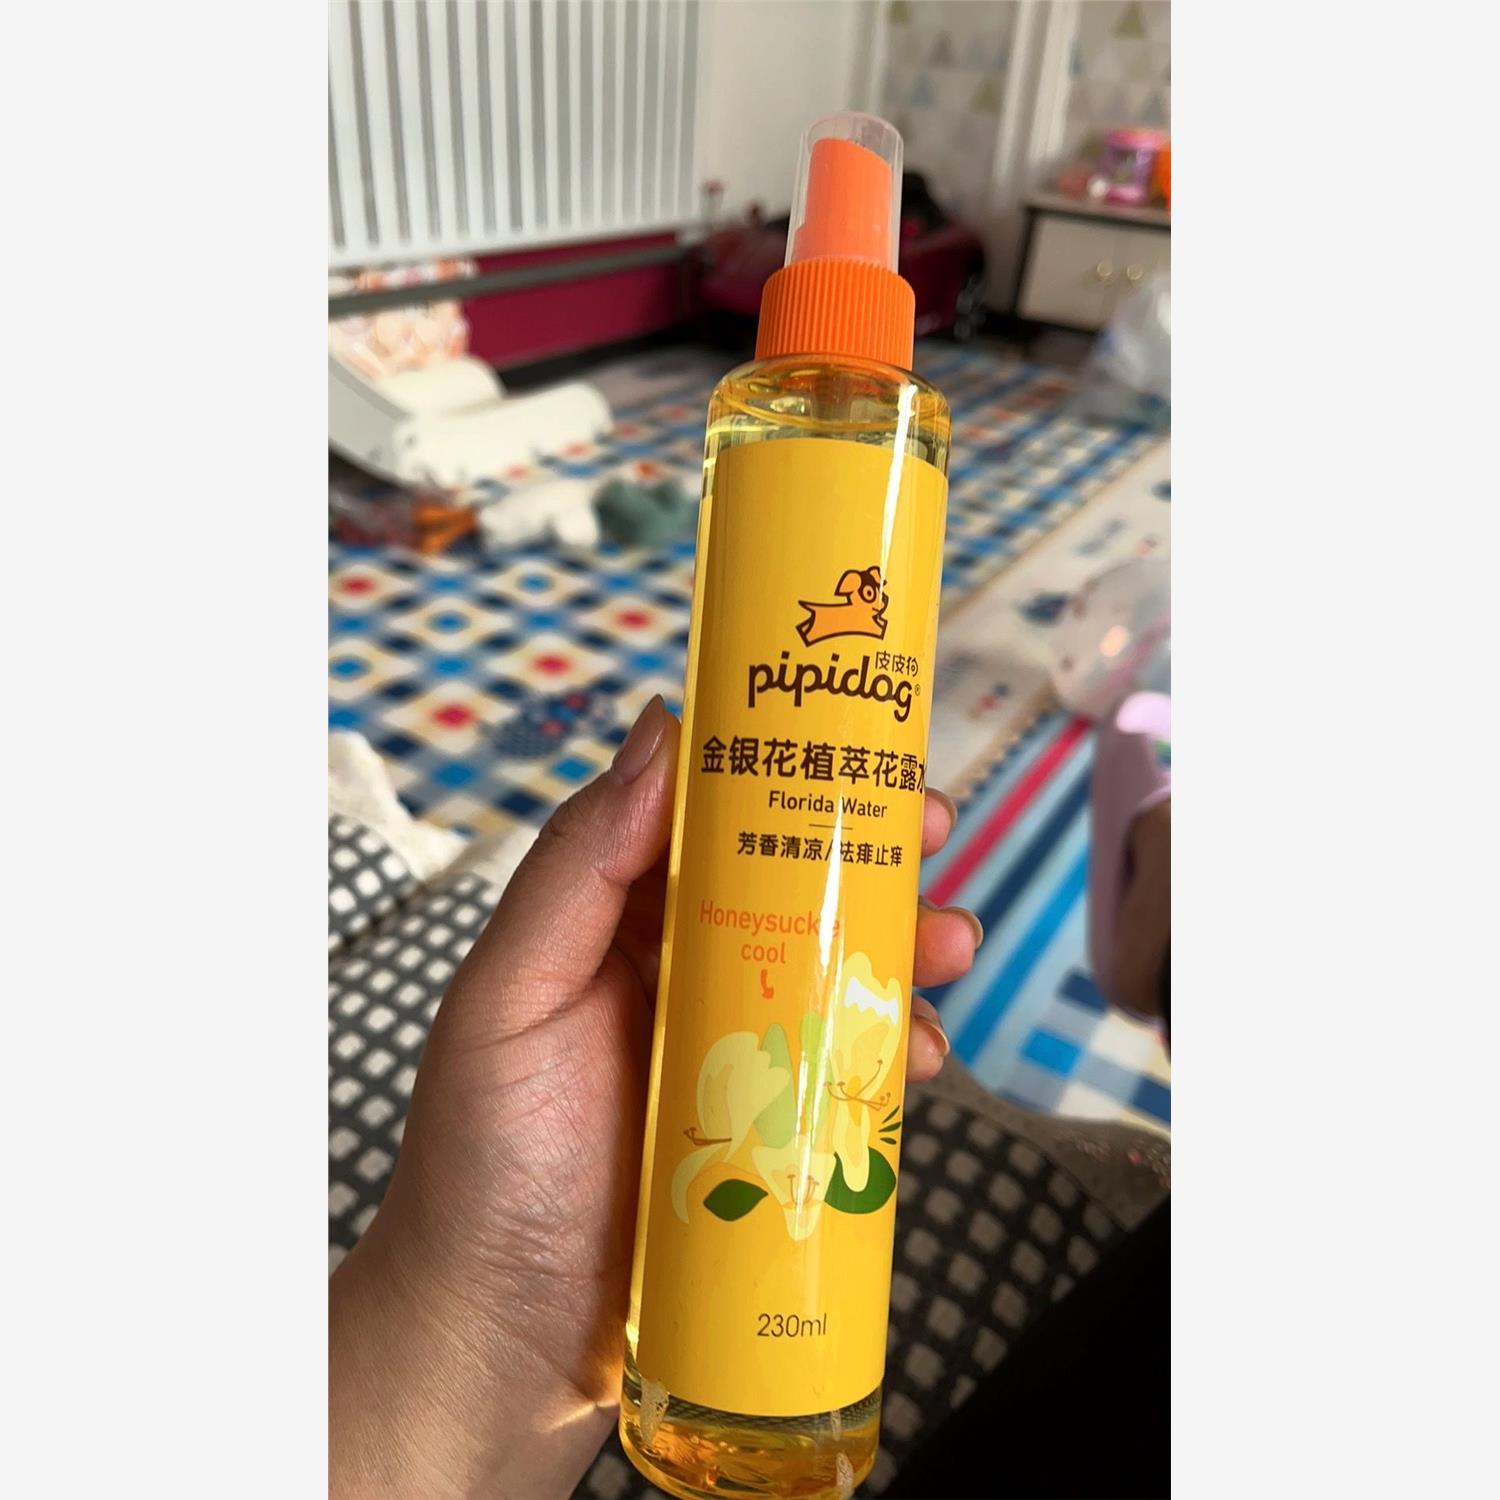 皮皮狗
pipidog®
金银花植萃花露水
Florida Water
芳香清凉/祛痱止痒
Honeysuckle
cool
230ml